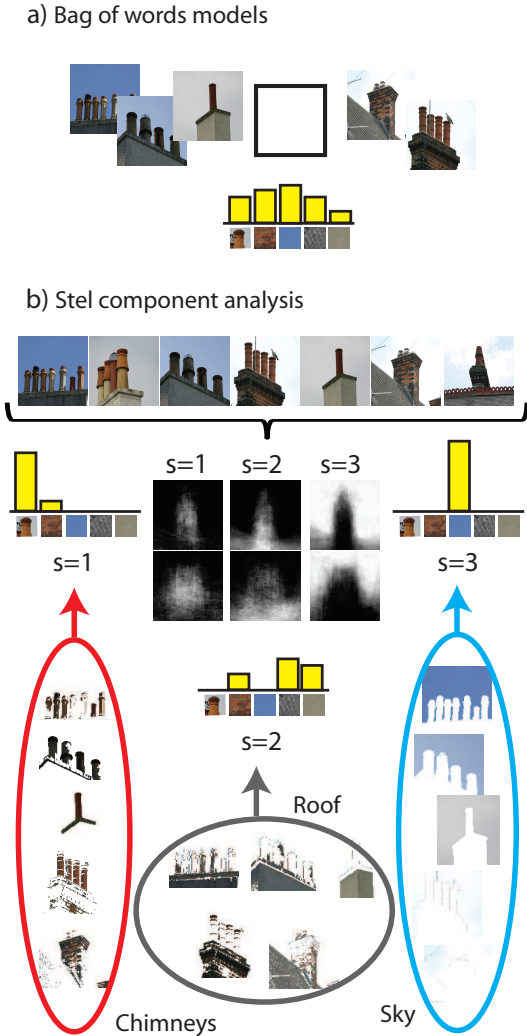 a) Bag of words models
b) Stel component analysis
s=1 s=2 s=3
s=1
s=3
s=2
Roof
Chimneys
Sky